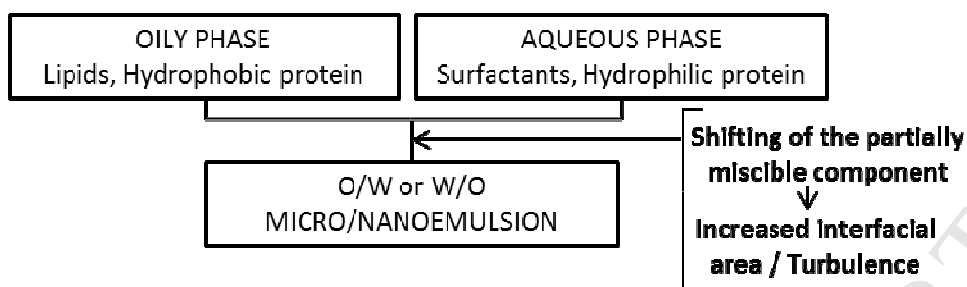 OILY PHASE
Lipids, Hydrophobic protein
AQUEOUS PHASE
Surfactants, Hydrophilic protein
Shifting of the partially
miscible component
Increased interfacial
area / Turbulence
O/W or W/O
MICRO/NANOEMULSION